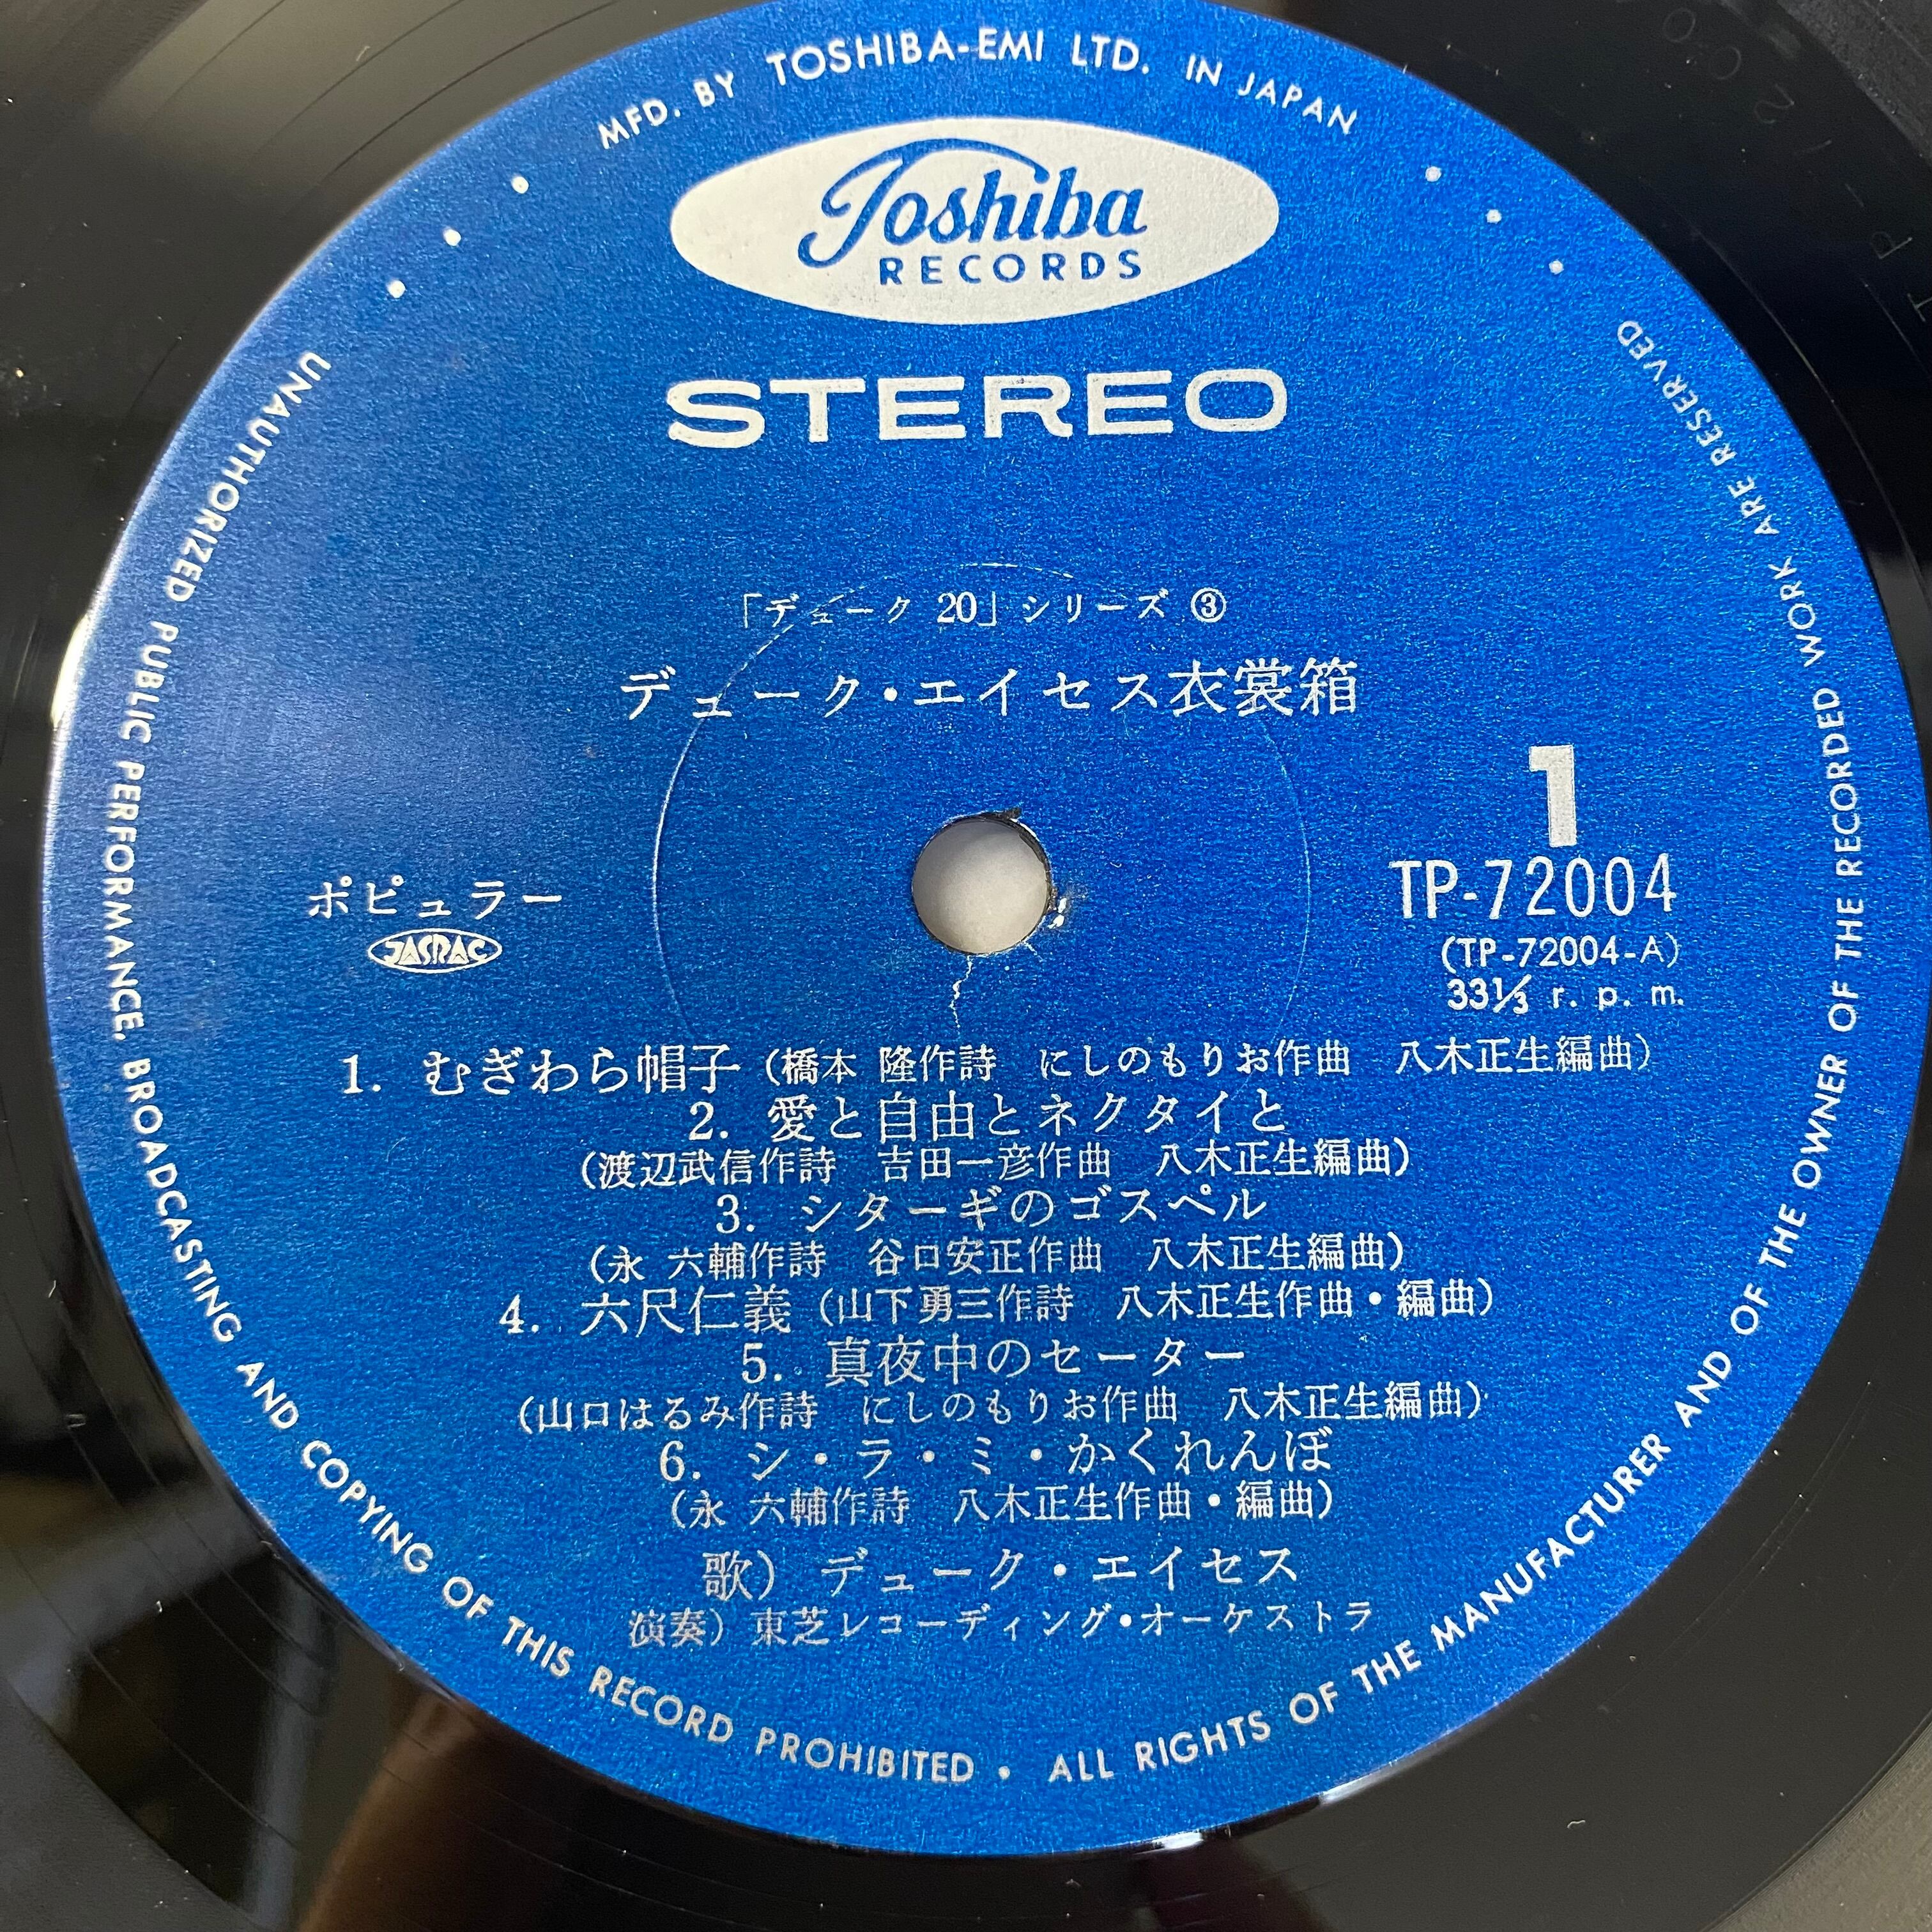 MFD. BY TOSHIBA-EMI LTD. IN JAPAN
Toshiba
RECORDS
STEREO
「デューク 20」シリーズ ③
デューク・エイセス衣裳箱
1
TP-72004
(TP-72004-A)
33⅓ r. p. m.
ポピュラー
JASRAC
1. むぎわら帽子 (橋本 隆作詩 にしのもりお作曲 八木正生編曲)
2. 愛と自由とネクタイと
(渡辺武信作詩 吉田一彦作曲 八木正生編曲)
3. シターギのゴスペル
(永 六輔作詩 谷口安正作曲 八木正生編曲)
4. 六尺仁義 (山下勇三作詩 八木正生作曲・編曲)
5. 真夜中のセーター
(山口はるみ作詩 にしのもりお作曲 八木正生編曲)
6. シ・ラ・ミ・かくれんぼ
(永 六輔作詩 八木正生作曲・編曲)
歌) デューク・エイセス
演奏) 東芝レコーディング・オーケストラ
UNAUTHORIZED PUBLIC PERFORMANCE, BROADCASTING AND COPYING OF THIS RECORD PROHIBITED • ALL RIGHTS OF THE MANUFACTURER AND OF THE OWNER OF THE RECORDED WORK ARE RESERVED